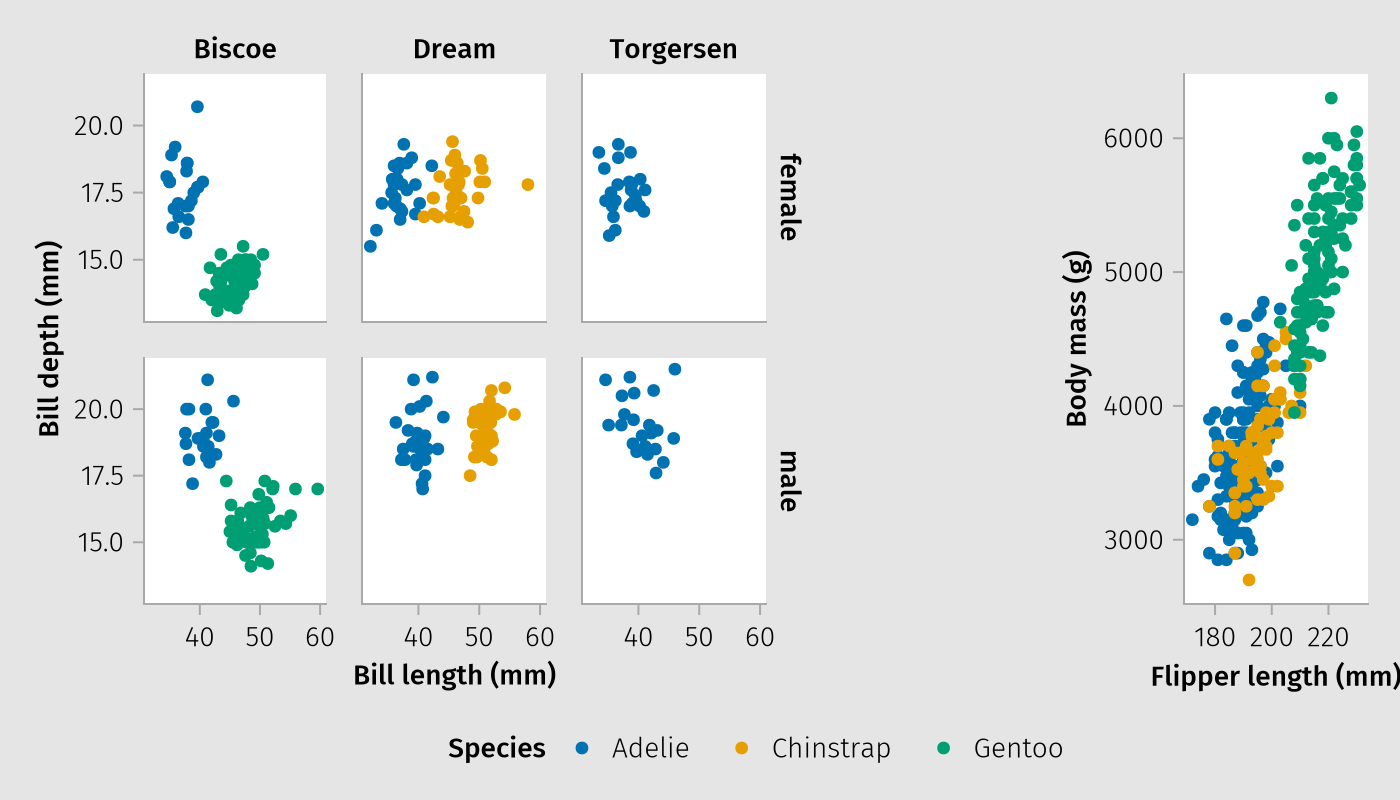 Biscoe Dream Torgersen
20.0
17.5
15.0
female
Bill depth (mm)
20.0
17.5
15.0
male
40 50 60 40 50 60 40 50 60
Bill length (mm)
6000
5000
4000
3000
Body mass (g)
180 200 220
Flipper length (mm)
Species Adelie Chinstrap Gentoo